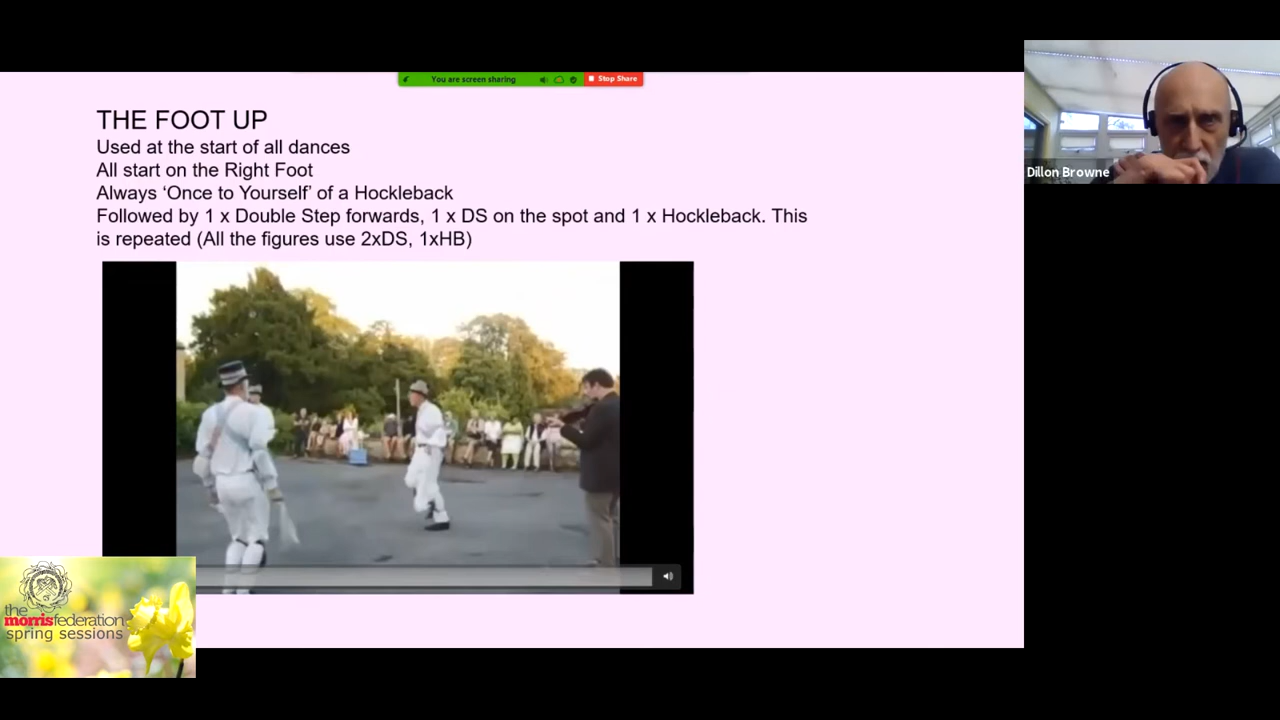 You are screen sharing
Stop Share
THE FOOT UP
Used at the start of all dances
All start on the Right Foot
Always ‘Once to Yourself’ of a Hockleback
Followed by 1 x Double Step forwards, 1 x DS on the spot and 1 x Hockleback. This
is repeated (All the figures use 2xDS, 1xHB)
Dillon Browne
the
morrisfederation
spring sessions